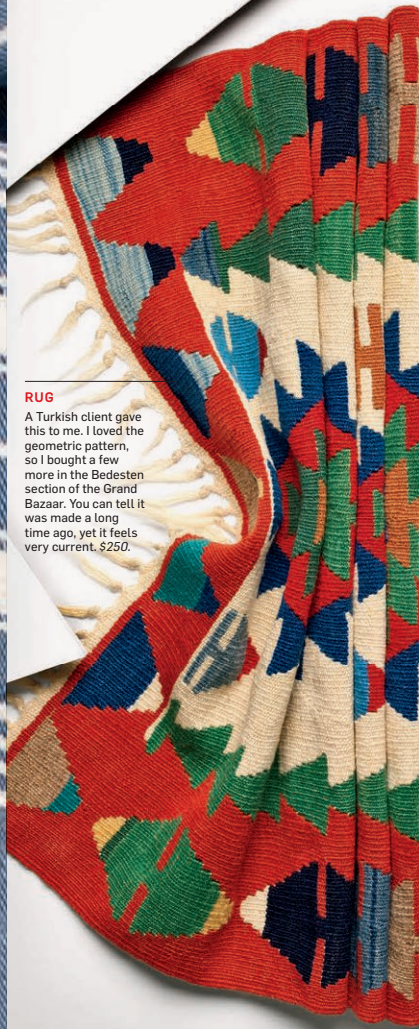 RUG
A Turkish client gave
this to me. I loved the
geometric pattern,
so I bought a few
more in the Bedesten
section of the Grand
Bazaar. You can tell it
was made a long
time ago, yet it feels
very current. $250.